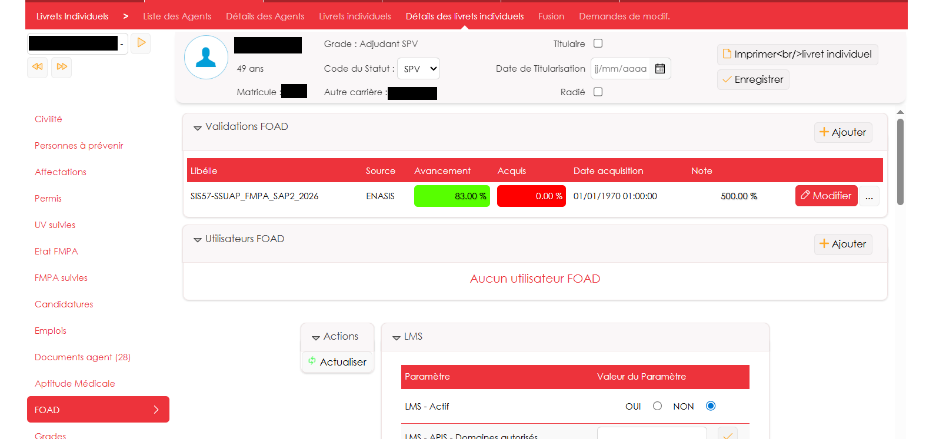 Livrets Individuels > Liste des Agents Détails des Agents Livrets individuels Détails des livrets individuels Fusion Demandes de modif.
-
Grade : Adjudant SPV
Titulaire
49 ans
Code du Statut : SPV
Date de Titularisation jj/mm/aaaa
Matricule :
Autre carrière :
Radié
Imprimer<br/>livret individuel
Enregistrer
Civilité
Personnes à prévenir
Affectations
Permis
UV suivies
Etat FMPA
FMPA suivies
Candidatures
Emplois
Documents agent (28)
Aptitude Médicale
FOAD
Grades
Validations FOAD
Ajouter
Libellé Source Avancement Acquis Date acquisition Note
SIS57-SSUAP_FMPA_SAP2_2026 ENASIS 83.00 % 0.00 % 01/01/1970 01:00:00 500.00 % Modifier ...
Utilisateurs FOAD
Ajouter
Aucun utilisateur FOAD
Actions
Actualiser
LMS
Paramètre Valeur du Paramètre
LMS - Actif OUI NON
LMS - APIS - Domaines autorisés